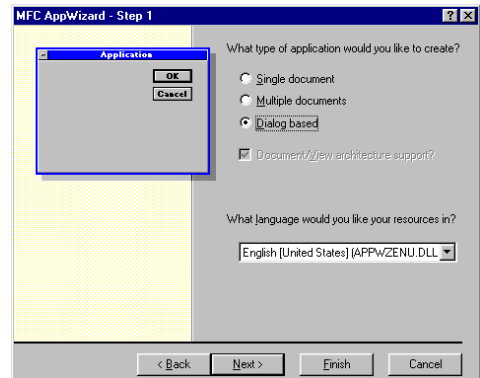 MFC AppWizard - Step 1
Application
OK
Cancel
What type of application would you like to create?
Single document
Multiple documents
Dialog based
Document/View architecture support?
What language would you like your resources in?
English [United States] (APPWZENU.DLL
< Back
Next >
Finish
Cancel